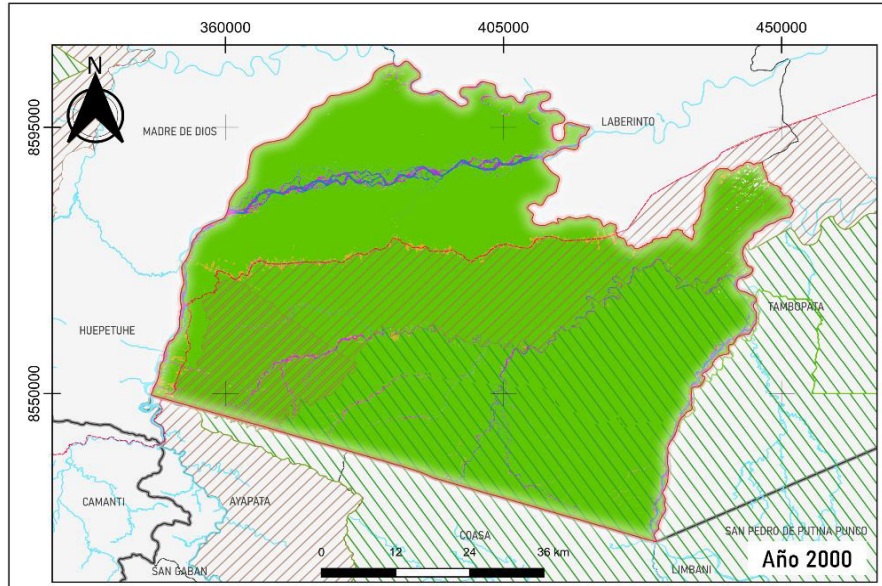 360000 405000 450000
N
8595000
MADRE DE DIOS
LABERINTO
HUEPETUHE
TAMBOPATA
8550000
CAMANTI
AYAPATA
COASA
SAN PEDRO DE PUTINA PUNCO
SAN GABAN
LIMBANI
0 12 24 36 km
Año 2000